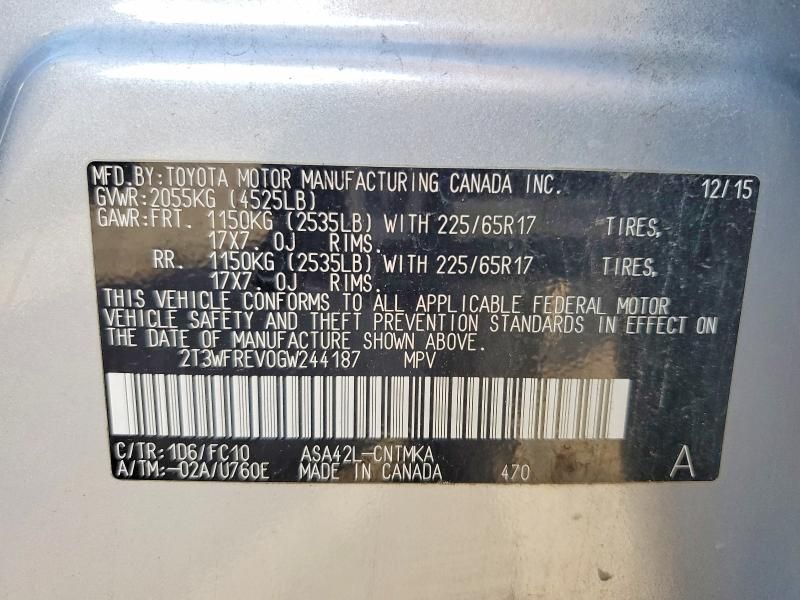 MFD.BY:TOYOTA MOTOR MANUFACTURING CANADA INC. 12/15
GVWR:2055KG (4525LB)
GAWR:FRT. 1150KG (2535LB) WITH 225/65R17 TIRES,
17X7. 0J RIMS.
RR. 1150KG (2535LB) WITH 225/65R17 TIRES,
17X7. 0J RIMS.
THIS VEHICLE CONFORMS TO ALL APPLICABLE FEDERAL MOTOR
VEHICLE SAFETY AND THEFT PREVENTION STANDARDS IN EFFECT ON
THE DATE OF MANUFACTURE SHOWN ABOVE.
2T3WFREV0GW244187 MPV
C/TR:1D6/FC10 ASA42L-CNTMKA
A/TM:-02A/U760E MADE IN CANADA 470 A